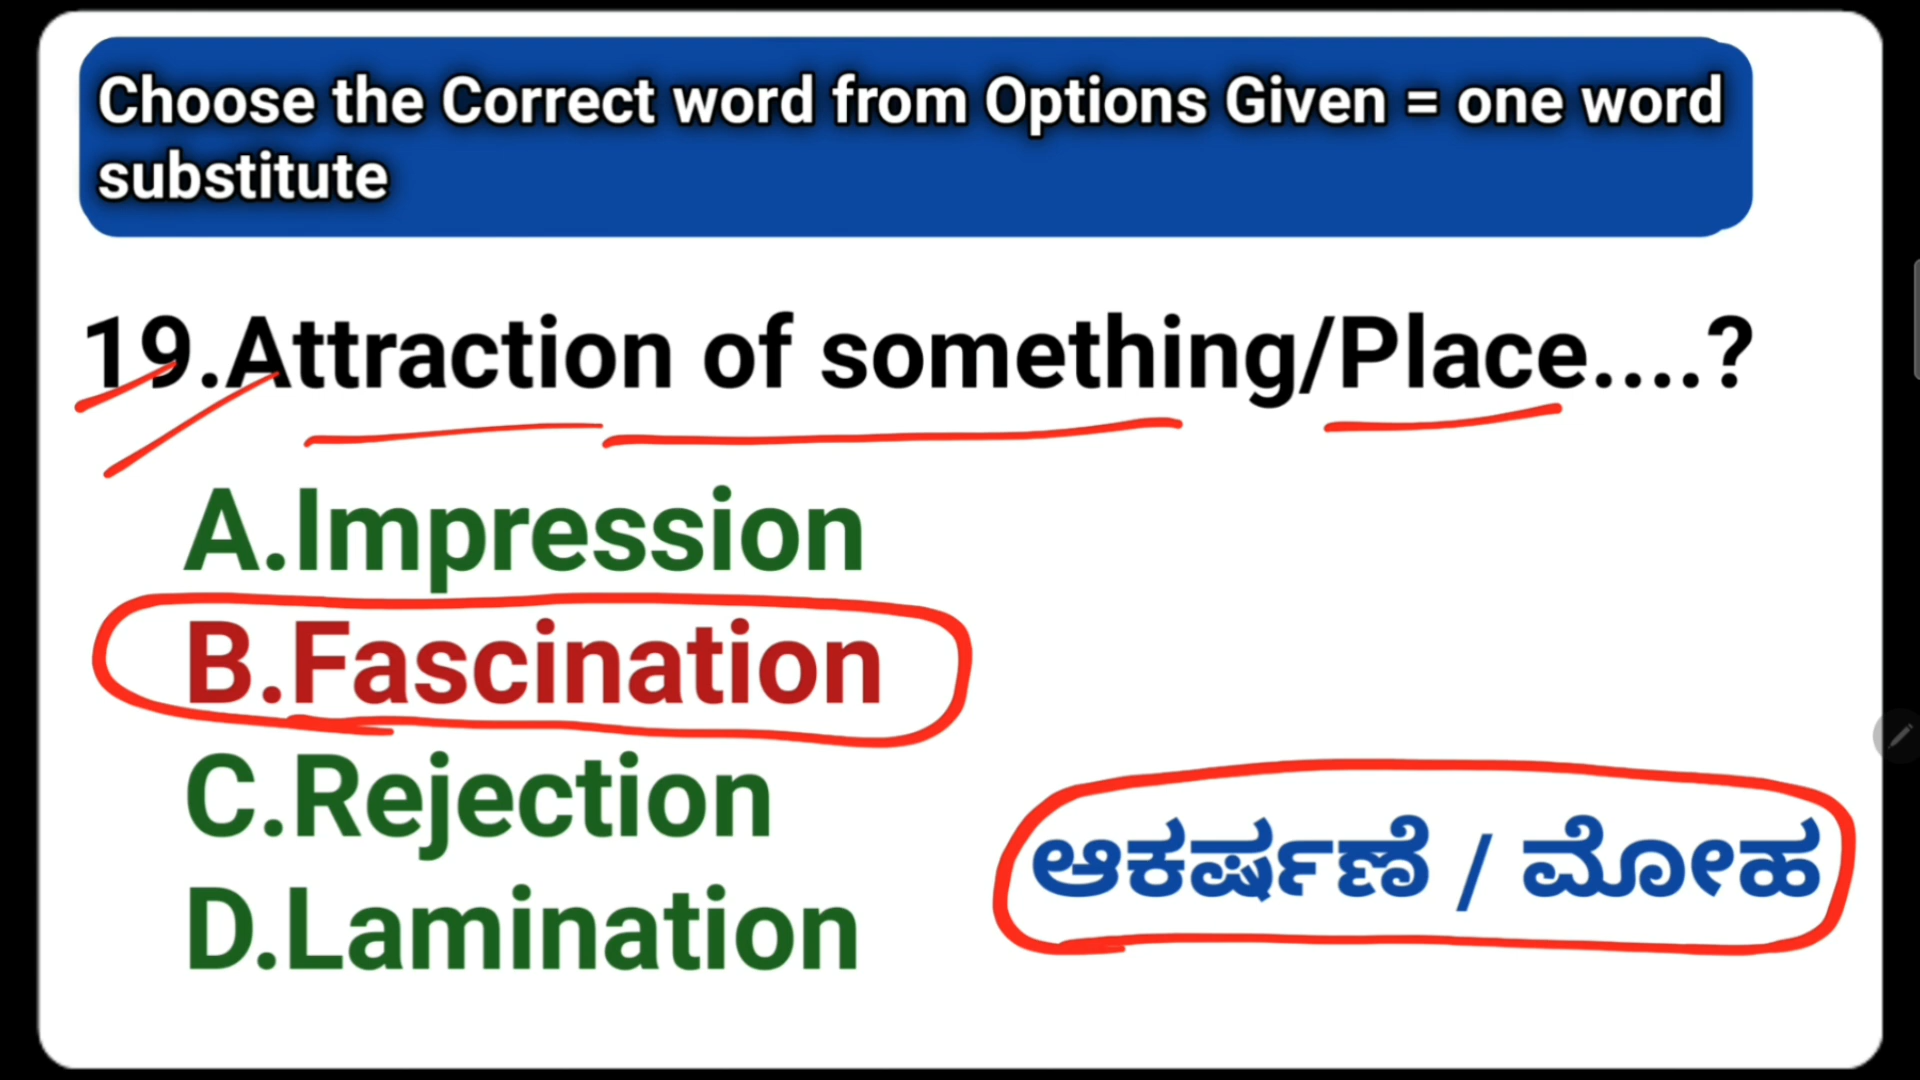 Choose the Correct word from Options Given = one word
substitute
19.Attraction of something/Place....?
A.Impression
B.Fascination
C.Rejection
D.Lamination
ಆಕರ್ಷಣೆ / ಮೋಹ